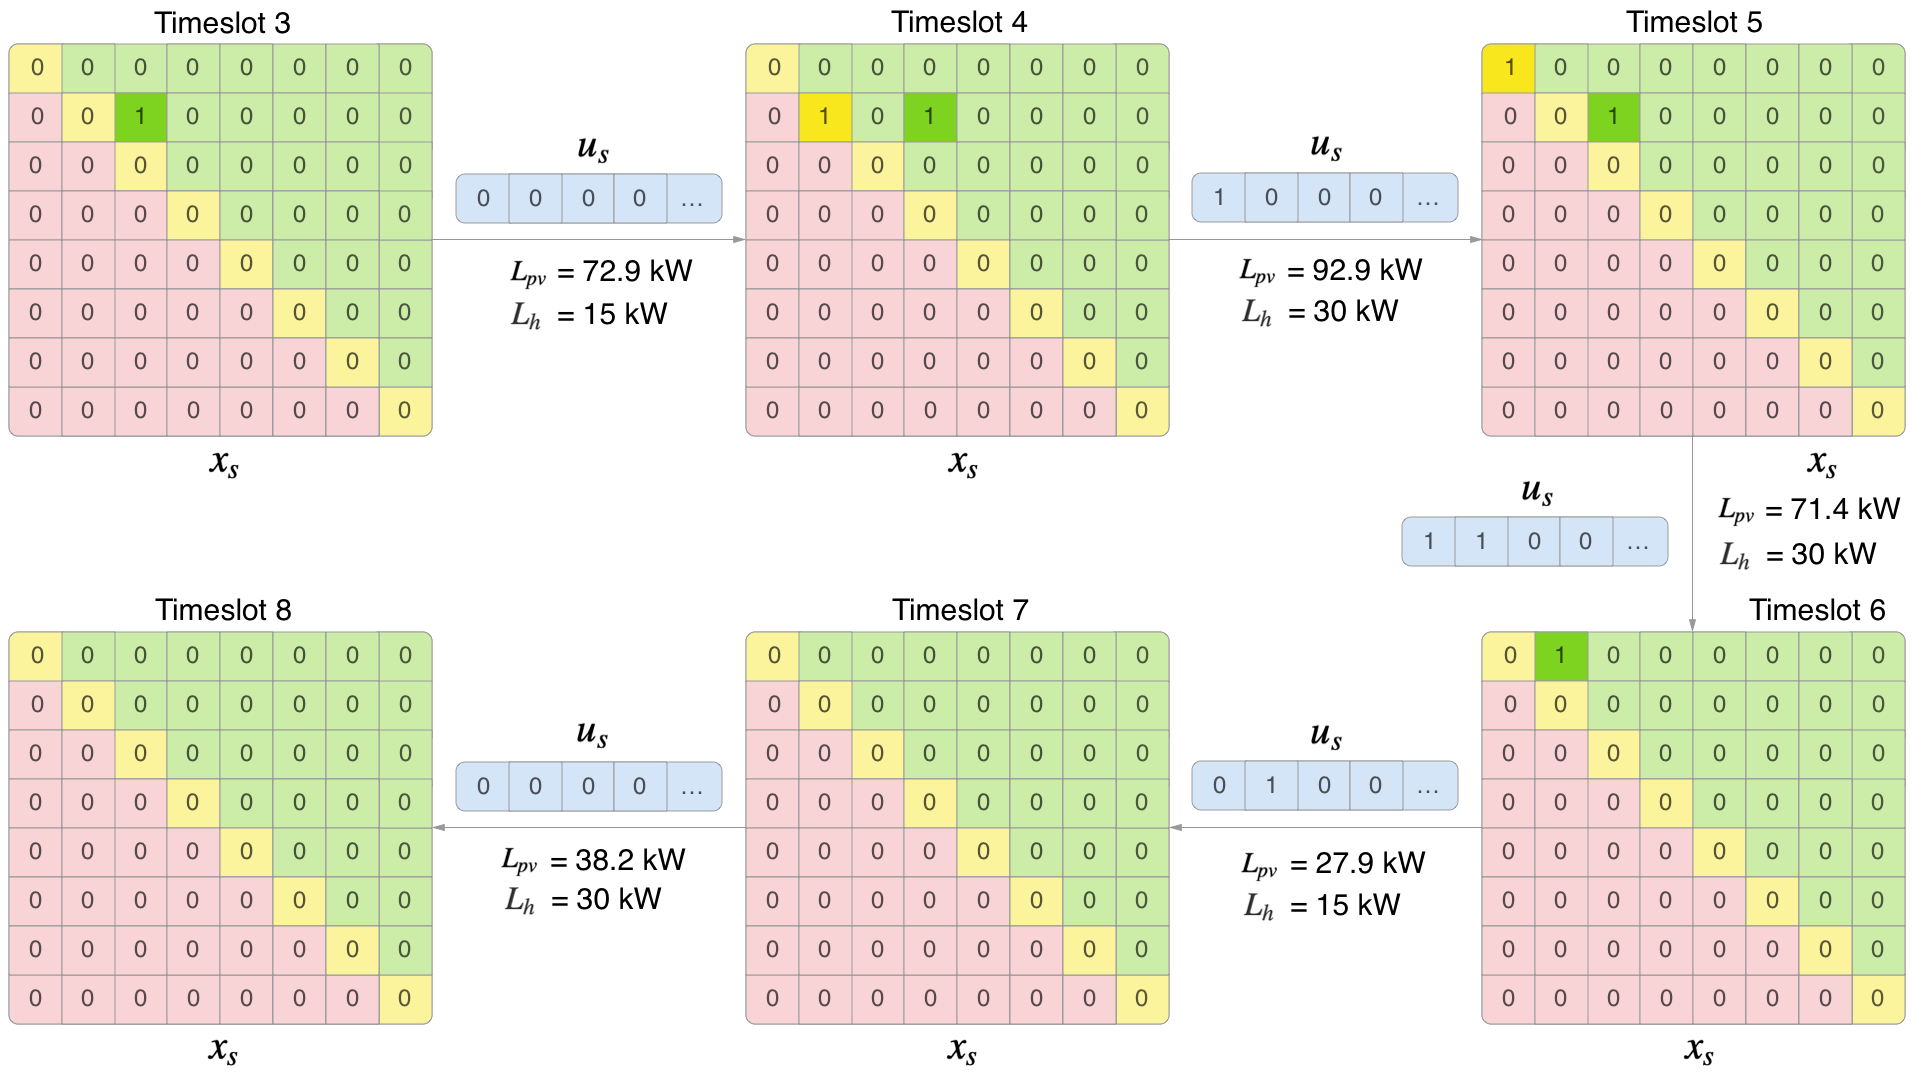 Timeslot 3
0 0 0 0 0 0 0 0
0 0 1 0 0 0 0 0
0 0 0 0 0 0 0 0
0 0 0 0 0 0 0 0
0 0 0 0 0 0 0 0
0 0 0 0 0 0 0 0
0 0 0 0 0 0 0 0
0 0 0 0 0 0 0 0
xs
us
0 0 0 0 ...
Lpv = 72.9 kW
Lh = 15 kW
Timeslot 4
0 0 0 0 0 0 0 0
0 1 0 1 0 0 0 0
0 0 0 0 0 0 0 0
0 0 0 0 0 0 0 0
0 0 0 0 0 0 0 0
0 0 0 0 0 0 0 0
0 0 0 0 0 0 0 0
0 0 0 0 0 0 0 0
xs
us
1 0 0 0 ...
Lpv = 92.9 kW
Lh = 30 kW
Timeslot 5
1 0 0 0 0 0 0 0
0 0 1 0 0 0 0 0
0 0 0 0 0 0 0 0
0 0 0 0 0 0 0 0
0 0 0 0 0 0 0 0
0 0 0 0 0 0 0 0
0 0 0 0 0 0 0 0
0 0 0 0 0 0 0 0
xs
us
1 1 0 0 ...
Lpv = 71.4 kW
Lh = 30 kW
Timeslot 6
0 1 0 0 0 0 0 0
0 0 0 0 0 0 0 0
0 0 0 0 0 0 0 0
0 0 0 0 0 0 0 0
0 0 0 0 0 0 0 0
0 0 0 0 0 0 0 0
0 0 0 0 0 0 0 0
0 0 0 0 0 0 0 0
xs
us
0 1 0 0 ...
Lpv = 27.9 kW
Lh = 15 kW
Timeslot 7
0 0 0 0 0 0 0 0
0 0 0 0 0 0 0 0
0 0 0 0 0 0 0 0
0 0 0 0 0 0 0 0
0 0 0 0 0 0 0 0
0 0 0 0 0 0 0 0
0 0 0 0 0 0 0 0
0 0 0 0 0 0 0 0
xs
us
0 0 0 0 ...
Lpv = 38.2 kW
Lh = 30 kW
Timeslot 8
0 0 0 0 0 0 0 0
0 0 0 0 0 0 0 0
0 0 0 0 0 0 0 0
0 0 0 0 0 0 0 0
0 0 0 0 0 0 0 0
0 0 0 0 0 0 0 0
0 0 0 0 0 0 0 0
0 0 0 0 0 0 0 0
xs